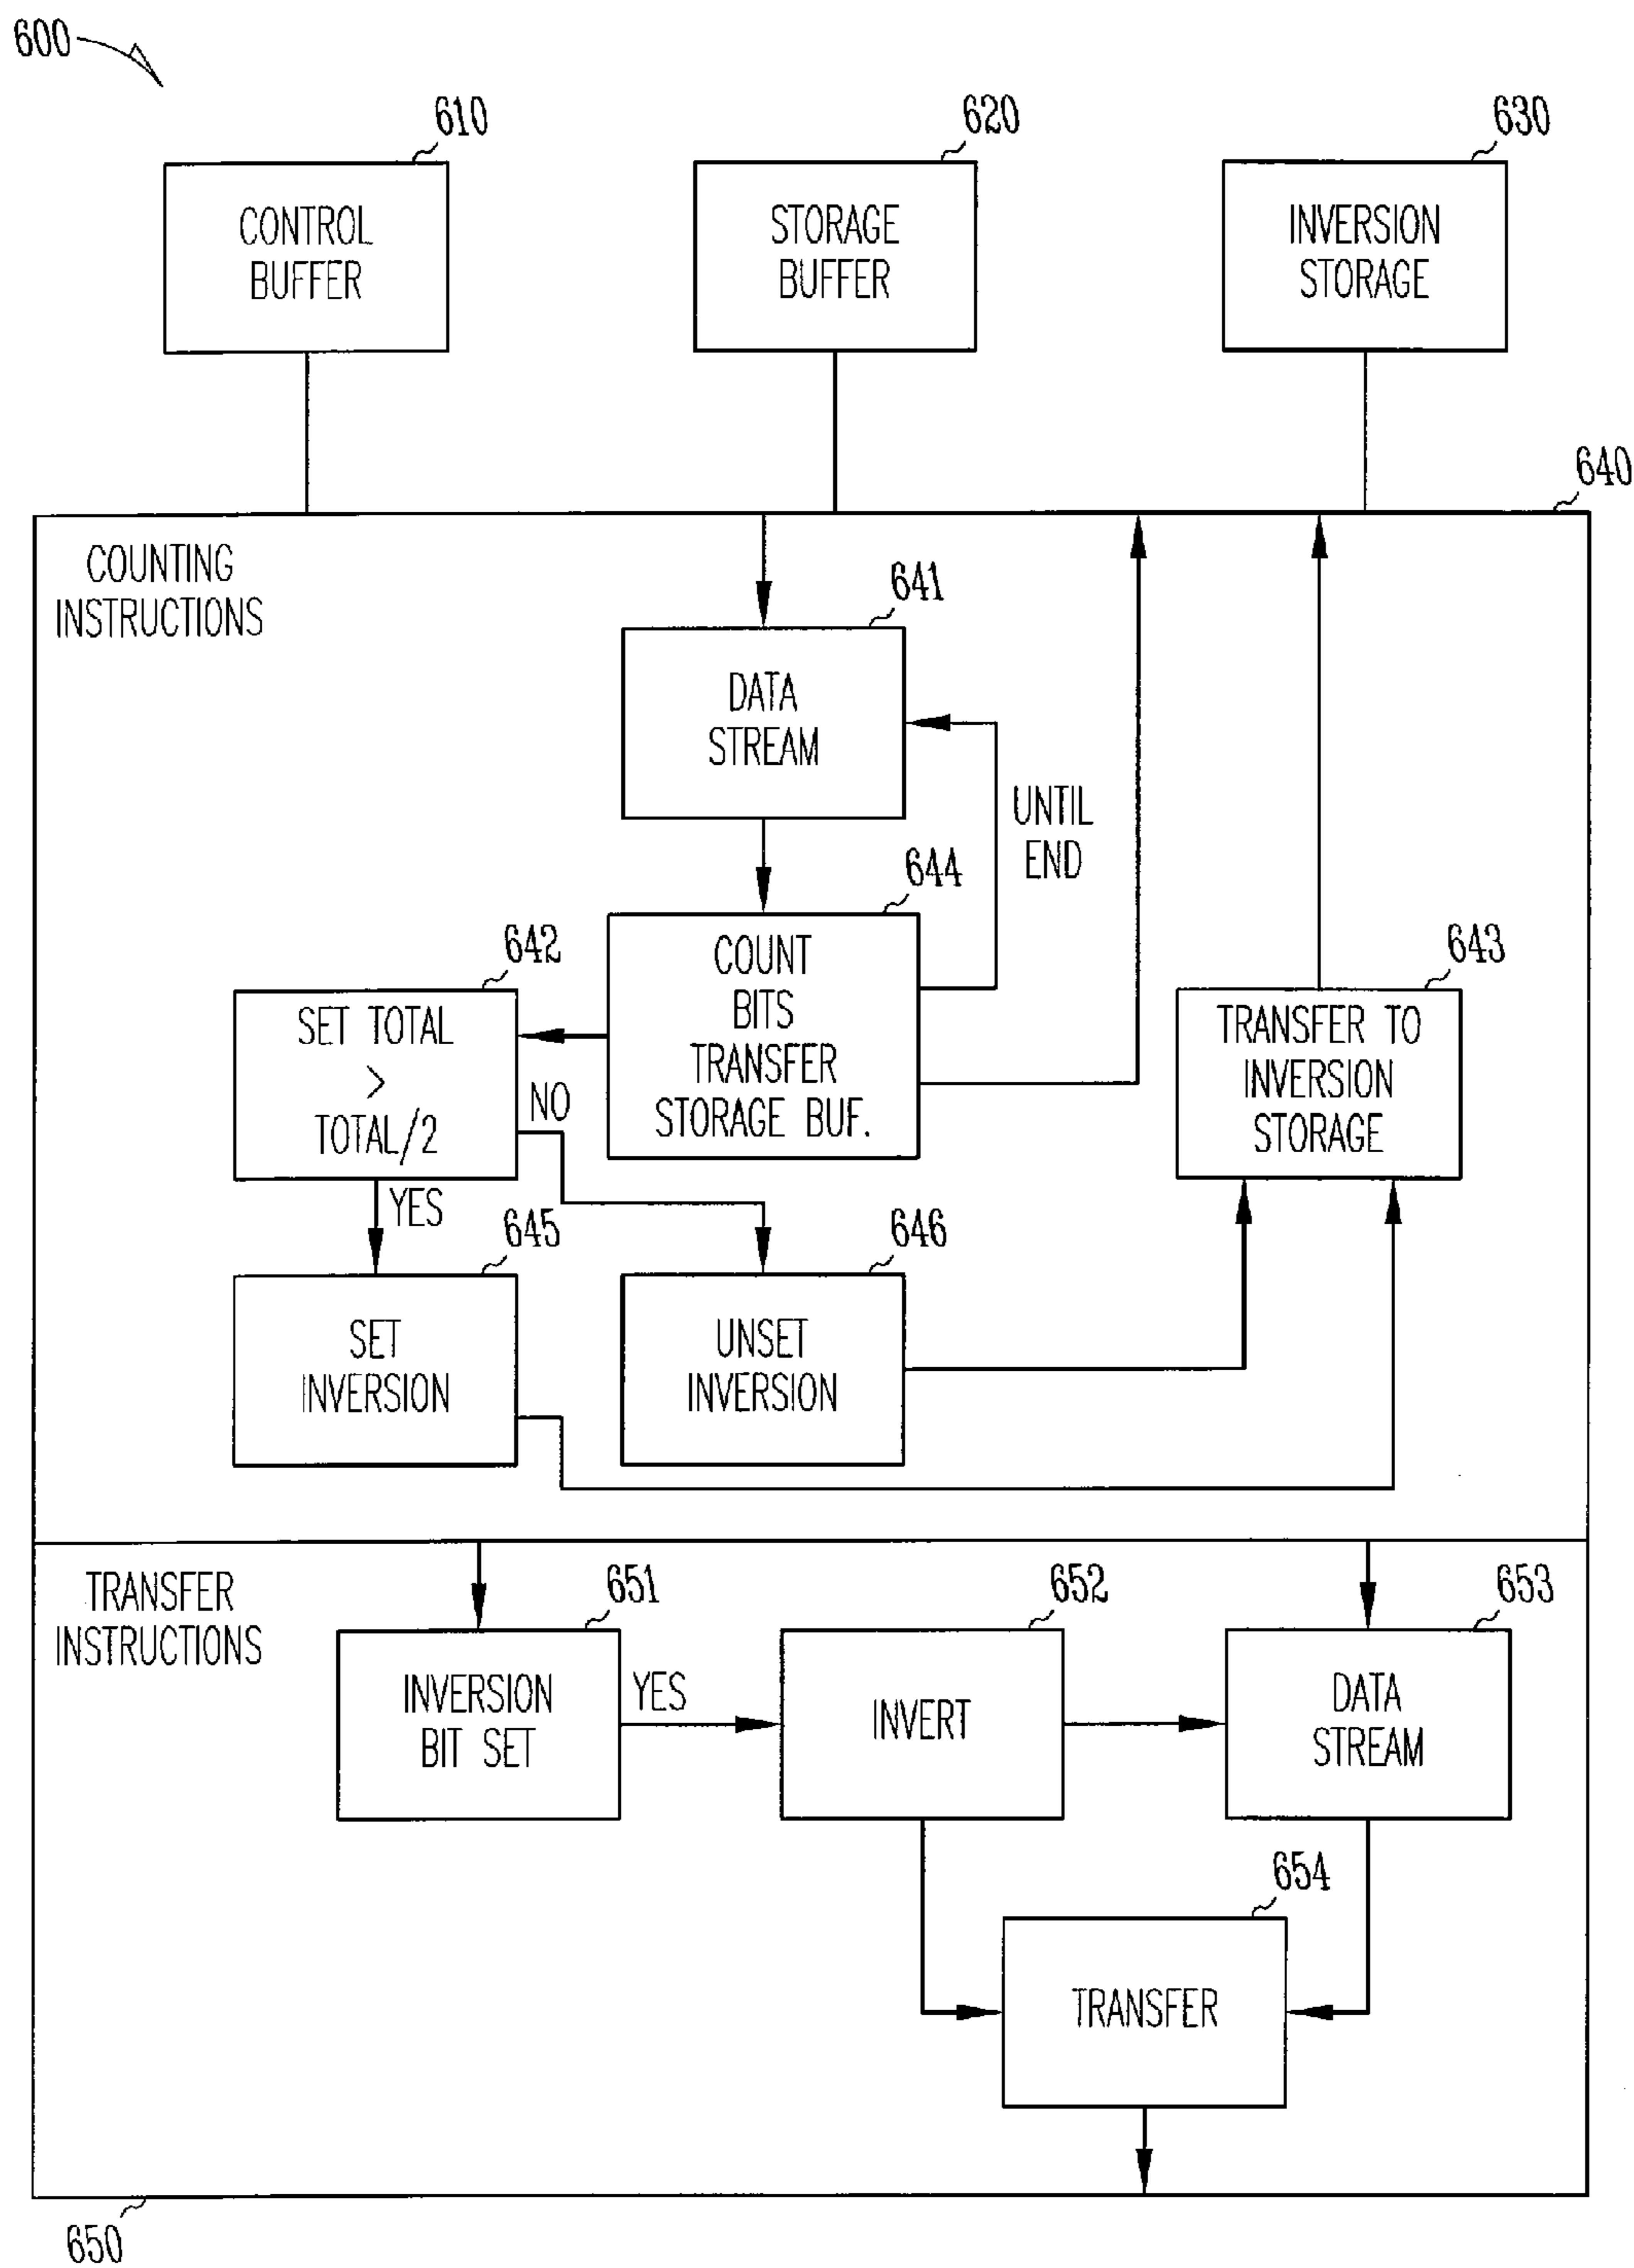 600
610
620
630
CONTROL
BUFFER
STORAGE
BUFFER
INVERSION
STORAGE
640
COUNTING
INSTRUCTIONS
641
DATA
STREAM
UNTIL
END
644
COUNT
BITS
TRANSFER
STORAGE BUF.
642
SET TOTAL
>
TOTAL/2
NO
YES
643
TRANSFER TO
INVERSION
STORAGE
645
SET
INVERSION
646
UNSET
INVERSION
TRANSFER
INSTRUCTIONS
651
INVERSION
BIT SET
YES
652
INVERT
653
DATA
STREAM
654
TRANSFER
650